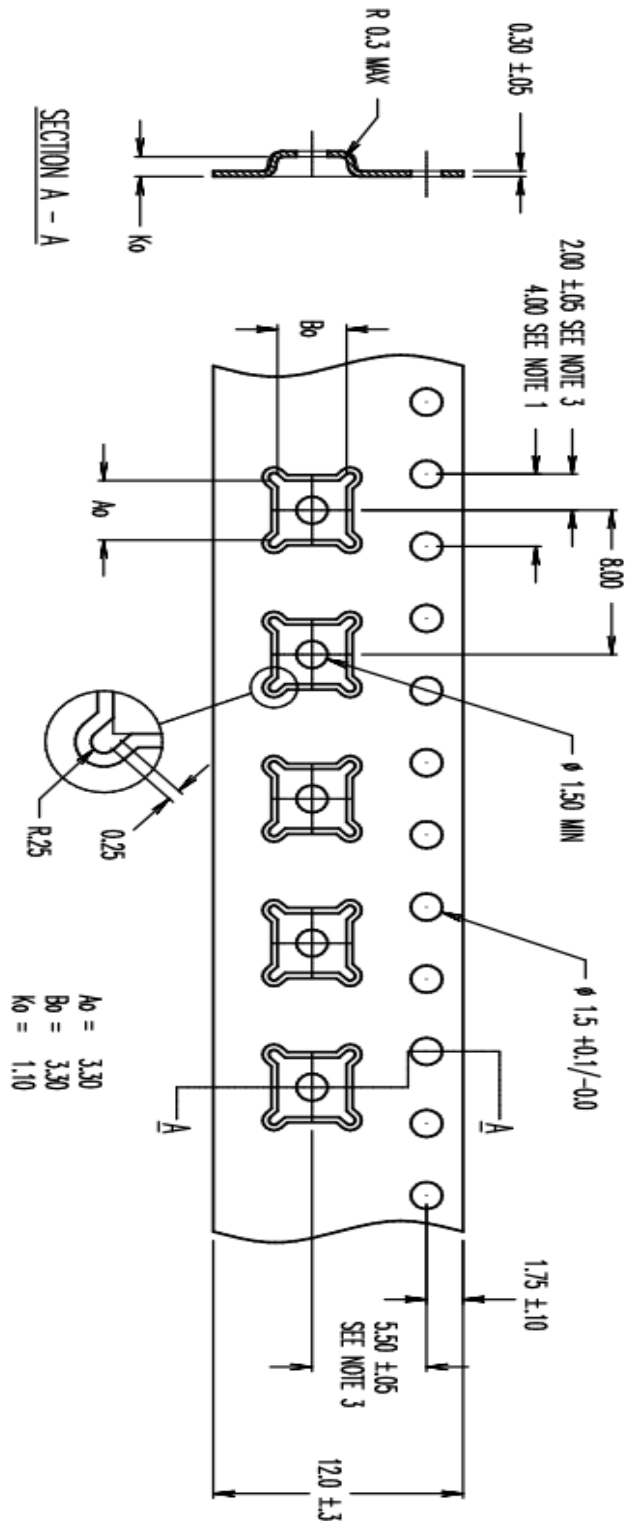 2.00 ±.05 SEE NOTE 3
4.00 SEE NOTE 1
8.00
ø 1.50 MIN
ø 1.5 +0.1/-0.0
1.75 ±.10
0.30 ±.05
R 0.3 MAX
Bo
A
5.50 ±.05
SEE NOTE 3
12.0 ±.3
Ko
SECTION A - A
Ao
A
0.25
R.25
Ao = 3.30
Bo = 3.30
Ko = 1.10